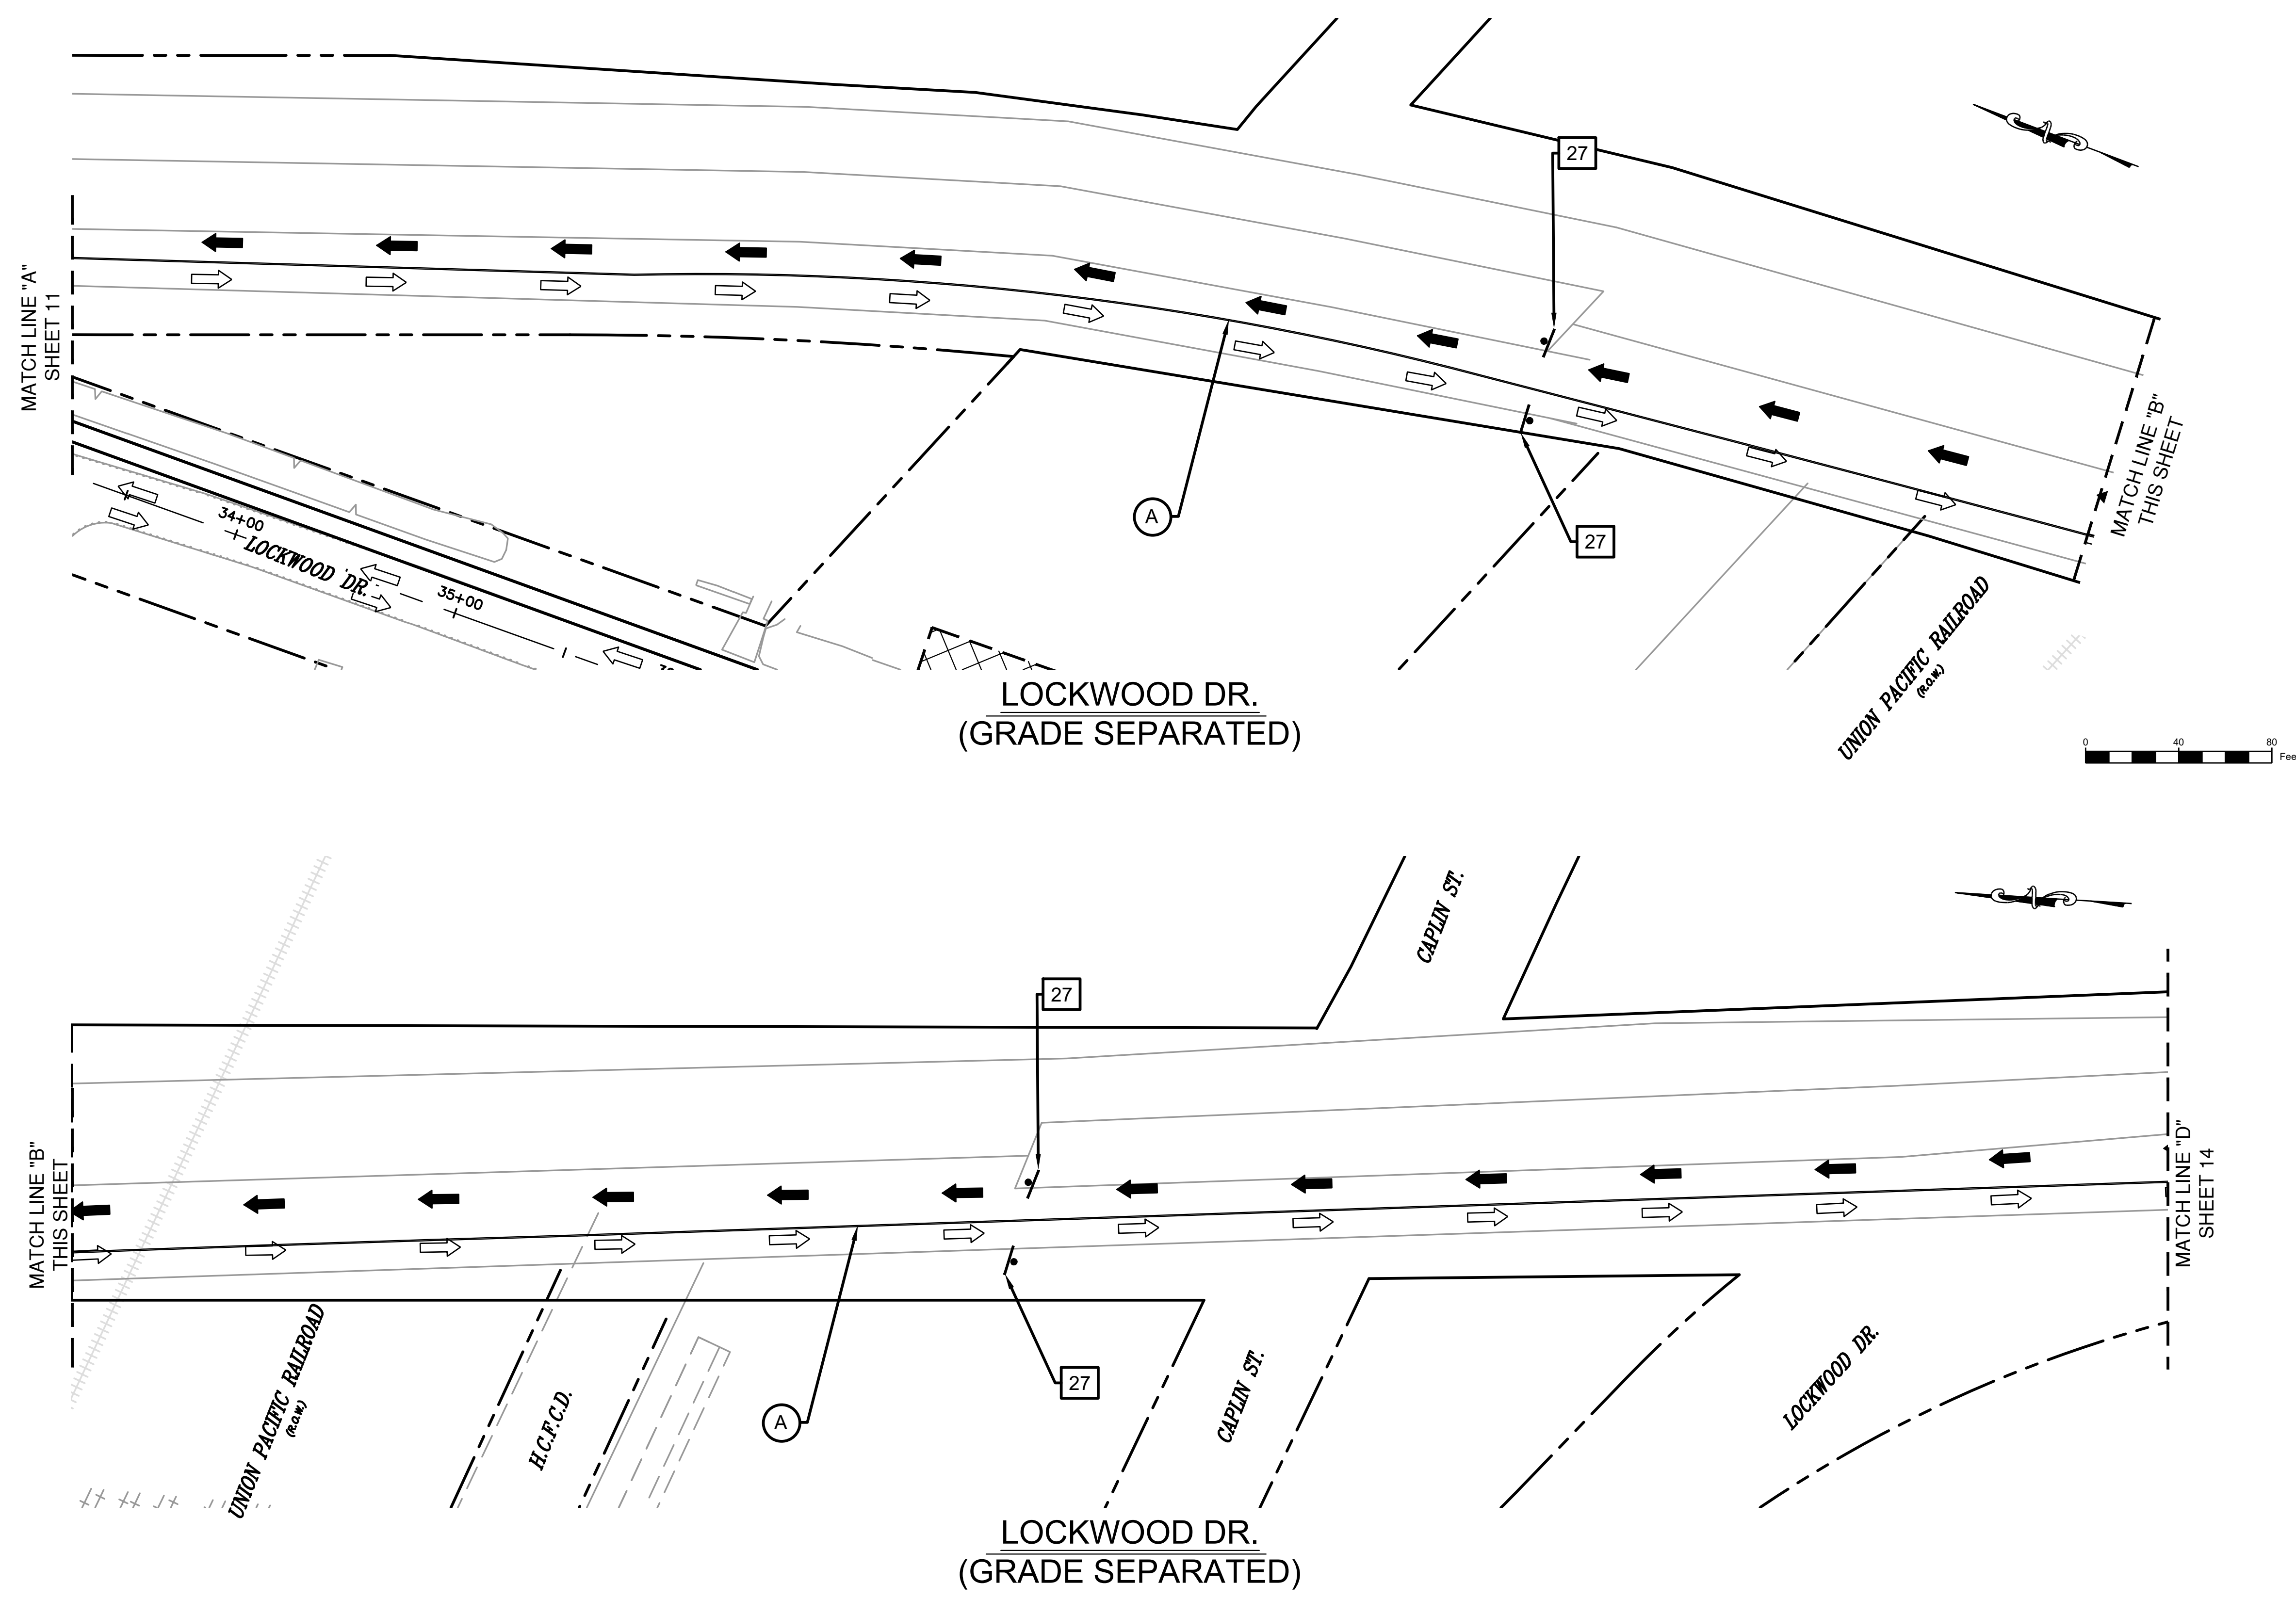 27
MATCH LINE "A"
SHEET 11
MATCH LINE "B"
THIS SHEET
A
27
34+00
LOCKWOOD DR.
35+00
UNION PACIFIC RAILROAD
(R.O.W.)
LOCKWOOD DR.
(GRADE SEPARATED)
0 40 80
CAPLIN ST.
27
MATCH LINE "B"
THIS SHEET
MATCH LINE "D"
SHEET 14
27
A
UNION PACIFIC RAILROAD
(R.O.W.)
H.C.F.C.D.
CAPLIN ST.
LOCKWOOD DR.
LOCKWOOD DR.
(GRADE SEPARATED)